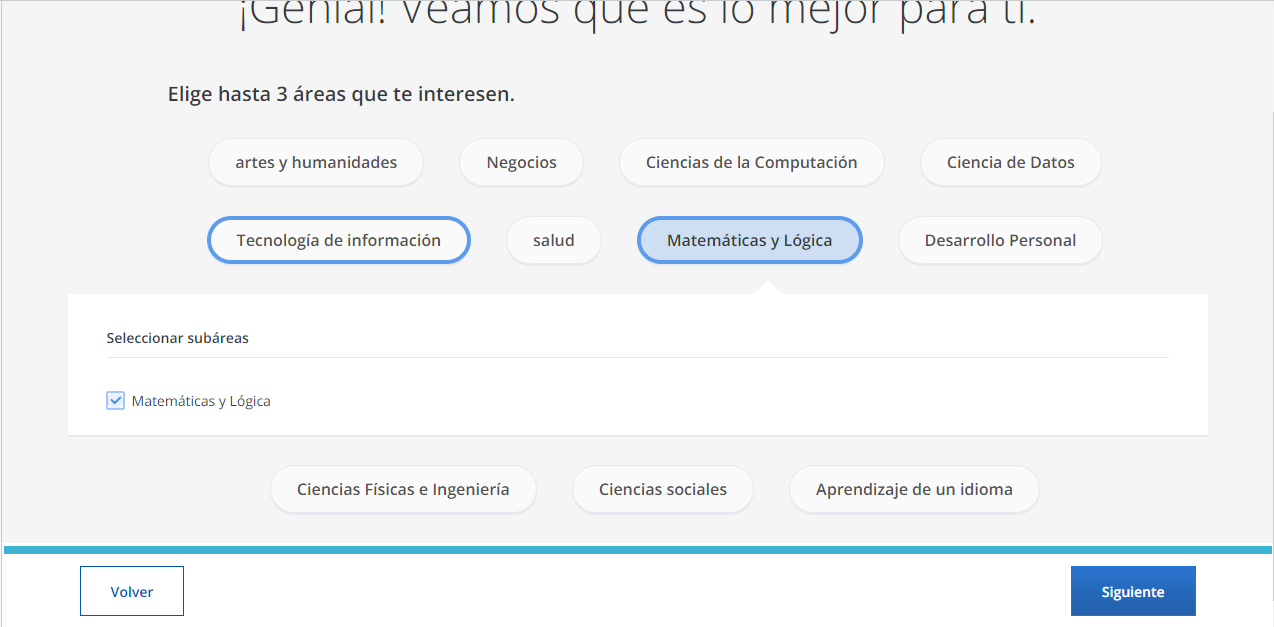 ¡Genial! Veamos qué es lo mejor para ti.
Elige hasta 3 áreas que te interesen.
artes y humanidades
Negocios
Ciencias de la Computación
Ciencia de Datos
Tecnología de información
salud
Matemáticas y Lógica
Desarrollo Personal
Seleccionar subáreas
Matemáticas y Lógica
Ciencias Físicas e Ingeniería
Ciencias sociales
Aprendizaje de un idioma
Volver
Siguiente